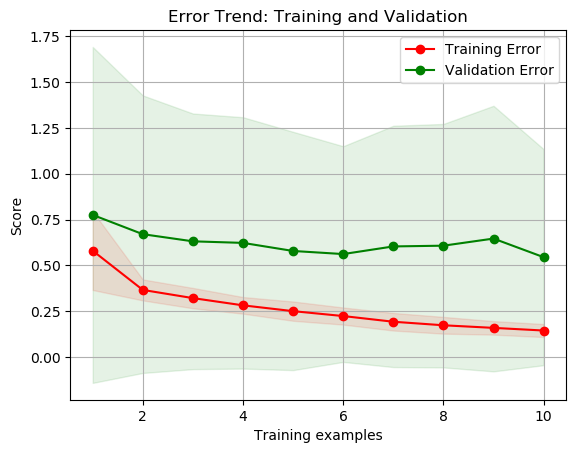 Error Trend: Training and Validation
Training Error
Validation Error
Score
1.75
1.50
1.25
1.00
0.75
0.50
0.25
0.00
2
4
6
8
10
Training examples